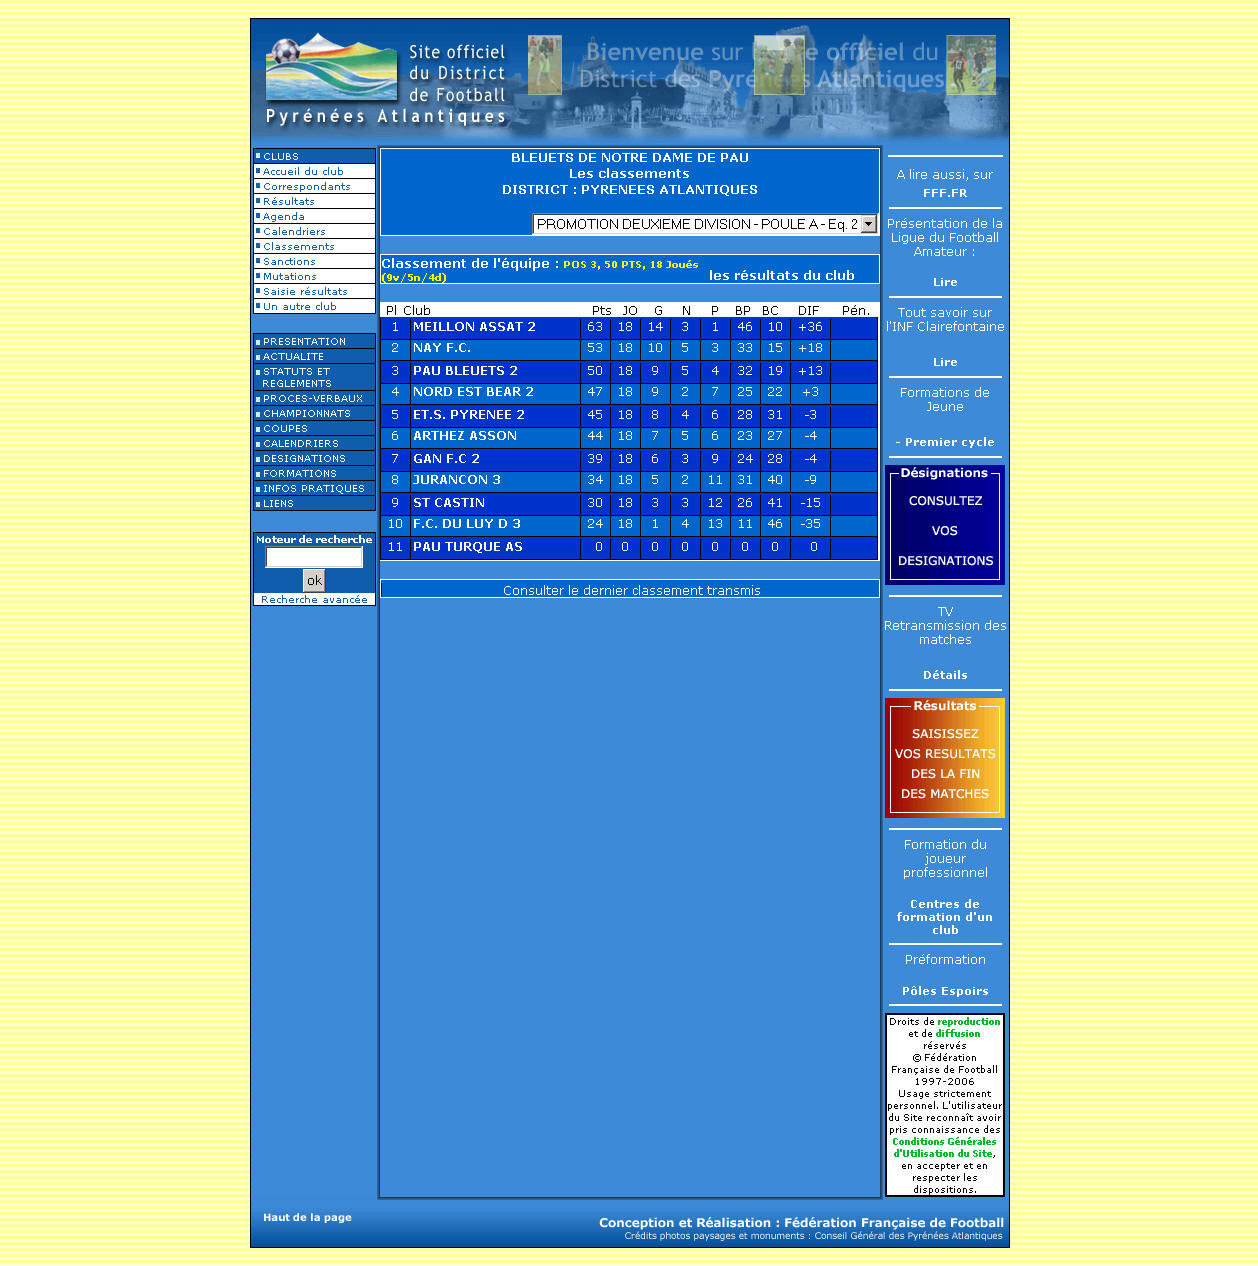 Site officiel
du District
de Football
Pyrénées Atlantiques
Bienvenue sur le site officiel du
District des Pyrénées Atlantiques
CLUBS
Accueil du club
Correspondants
Résultats
Agenda
Calendriers
Classements
Sanctions
Mutations
Saisie résultats
Un autre club
PRESENTATION
ACTUALITE
STATUTS ET
REGLEMENTS
PROCES-VERBAUX
CHAMPIONNATS
COUPES
CALENDRIERS
DESIGNATIONS
FORMATIONS
INFOS PRATIQUES
LIENS
Moteur de recherche
ok
Recherche avancée
BLEUETS DE NOTRE DAME DE PAU
Les classements
DISTRICT : PYRENEES ATLANTIQUES
PROMOTION DEUXIEME DIVISION - POULE A - Eq. 2
Classement de l'équipe : POS 3, 50 PTS, 18 Joués
(9v/5n/4d) les résultats du club
Pl Club Pts JO G N P BP BC DIF Pén.
1 MEILLON ASSAT 2 63 18 14 3 1 46 10 +36
2 NAY F.C. 53 18 10 5 3 33 15 +18
3 PAU BLEUETS 2 50 18 9 5 4 32 19 +13
4 NORD EST BEAR 2 47 18 9 2 7 25 22 +3
5 ET.S. PYRENEE 2 45 18 8 4 6 28 31 -3
6 ARTHEZ ASSON 44 18 7 5 6 23 27 -4
7 GAN F.C 2 39 18 6 3 9 24 28 -4
8 JURANCON 3 34 18 5 2 11 31 40 -9
9 ST CASTIN 30 18 3 3 12 26 41 -15
10 F.C. DU LUY D 3 24 18 1 4 13 11 46 -35
11 PAU TURQUE AS 0 0 0 0 0 0 0 0
Consulter le dernier classement transmis
A lire aussi, sur
FFF.FR
Présentation de la
Ligue du Football
Amateur :
Lire
Tout savoir sur
l'INF Clairefontaine
Lire
Formations de
Jeune
- Premier cycle
Désignations
CONSULTEZ
VOS
DESIGNATIONS
TV
Retransmission des
matches
Détails
Résultats
SAISISSEZ
VOS RESULTATS
DES LA FIN
DES MATCHES
Formation du
joueur
professionnel
Centres de
formation d'un
club
Préformation
Pôles Espoirs
Droits de reproduction
et de diffusion
réservés
© Fédération
Française de Football
1997-2006
Usage strictement
personnel. L'utilisateur
du Site reconnaît avoir
pris connaissance des
Conditions Générales
d'Utilisation du Site,
en accepter et en
respecter les
dispositions.
Haut de la page
Conception et Réalisation : Fédération Française de Football
Crédits photos paysages et monuments : Conseil Général des Pyrénées Atlantiques